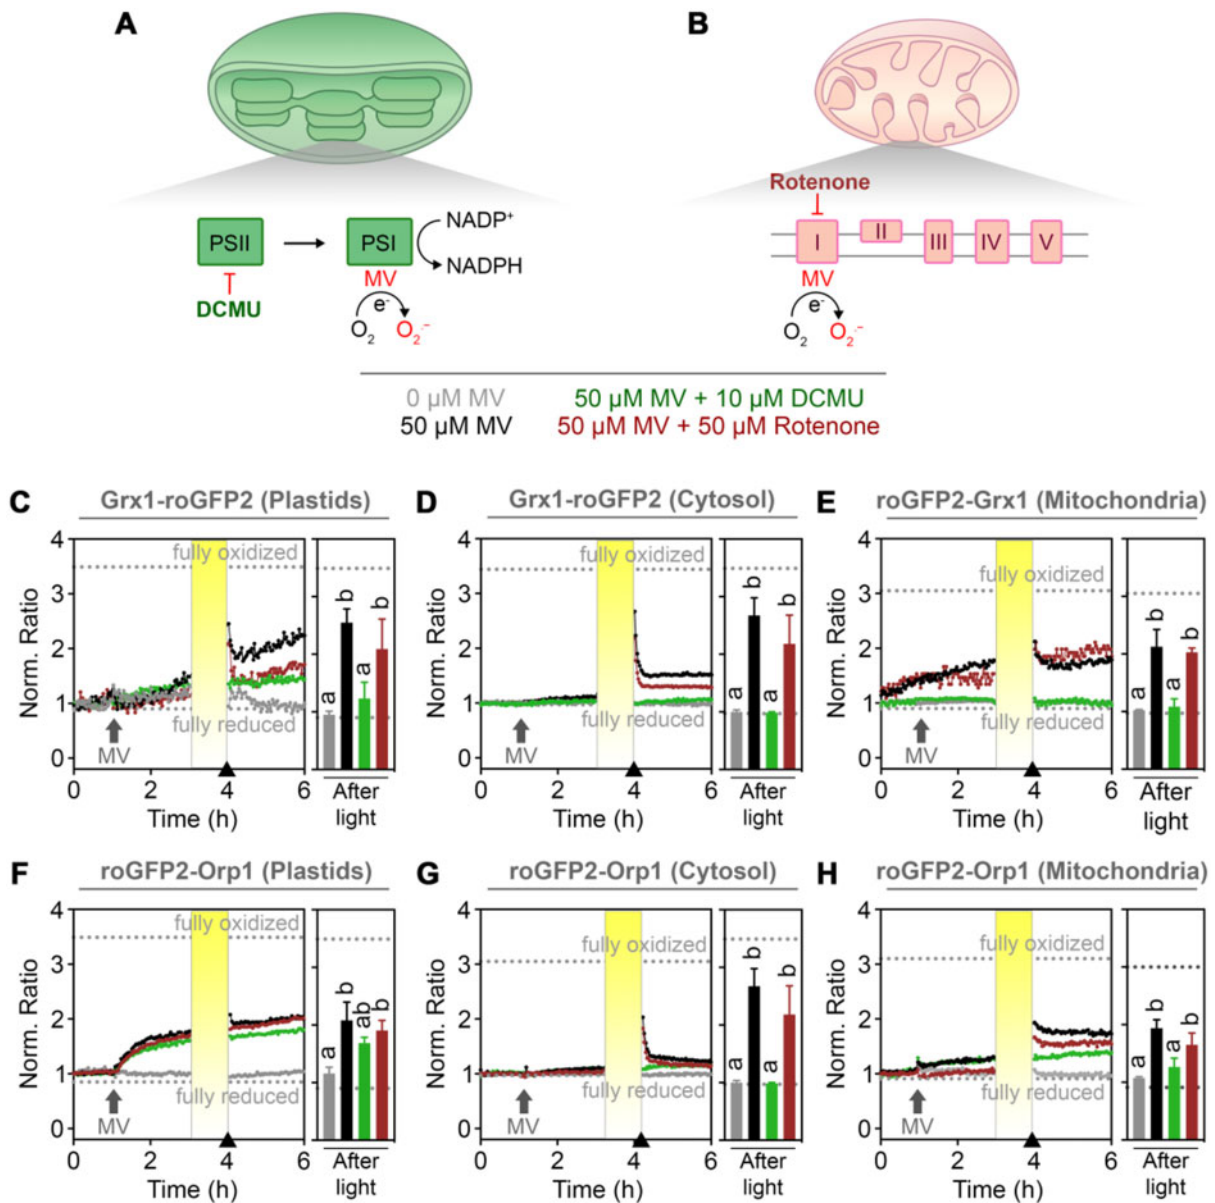 A
B
Rotenone
PSII
PSI
NADP⁺
NADPH
DCMU
MV
e⁻
O₂ O₂·⁻
I II III IV V
MV
e⁻
O₂ O₂·⁻
0 µM MV 50 µM MV + 10 µM DCMU
50 µM MV 50 µM MV + 50 µM Rotenone
C Grx1-roGFP2 (Plastids)
Norm. Ratio
4
3
2
1
0
fully oxidized
fully reduced
MV
0 2 4 6
Time (h)
a b a b
After
light
D Grx1-roGFP2 (Cytosol)
Norm. Ratio
4
3
2
1
0
fully oxidized
fully reduced
MV
0 2 4 6
Time (h)
a b a b
After
light
E roGFP2-Grx1 (Mitochondria)
Norm. Ratio
4
3
2
1
0
fully oxidized
fully reduced
MV
0 2 4 6
Time (h)
a b a b
After
light
F roGFP2-Orp1 (Plastids)
Norm. Ratio
4
3
2
1
0
fully oxidized
fully reduced
MV
0 2 4 6
Time (h)
a b ab b
After
light
G roGFP2-Orp1 (Cytosol)
Norm. Ratio
4
3
2
1
0
fully oxidized
fully reduced
MV
0 2 4 6
Time (h)
a b a b
After
light
H roGFP2-Orp1 (Mitochondria)
Norm. Ratio
4
3
2
1
0
fully oxidized
fully reduced
MV
0 2 4 6
Time (h)
a b a b
After
light